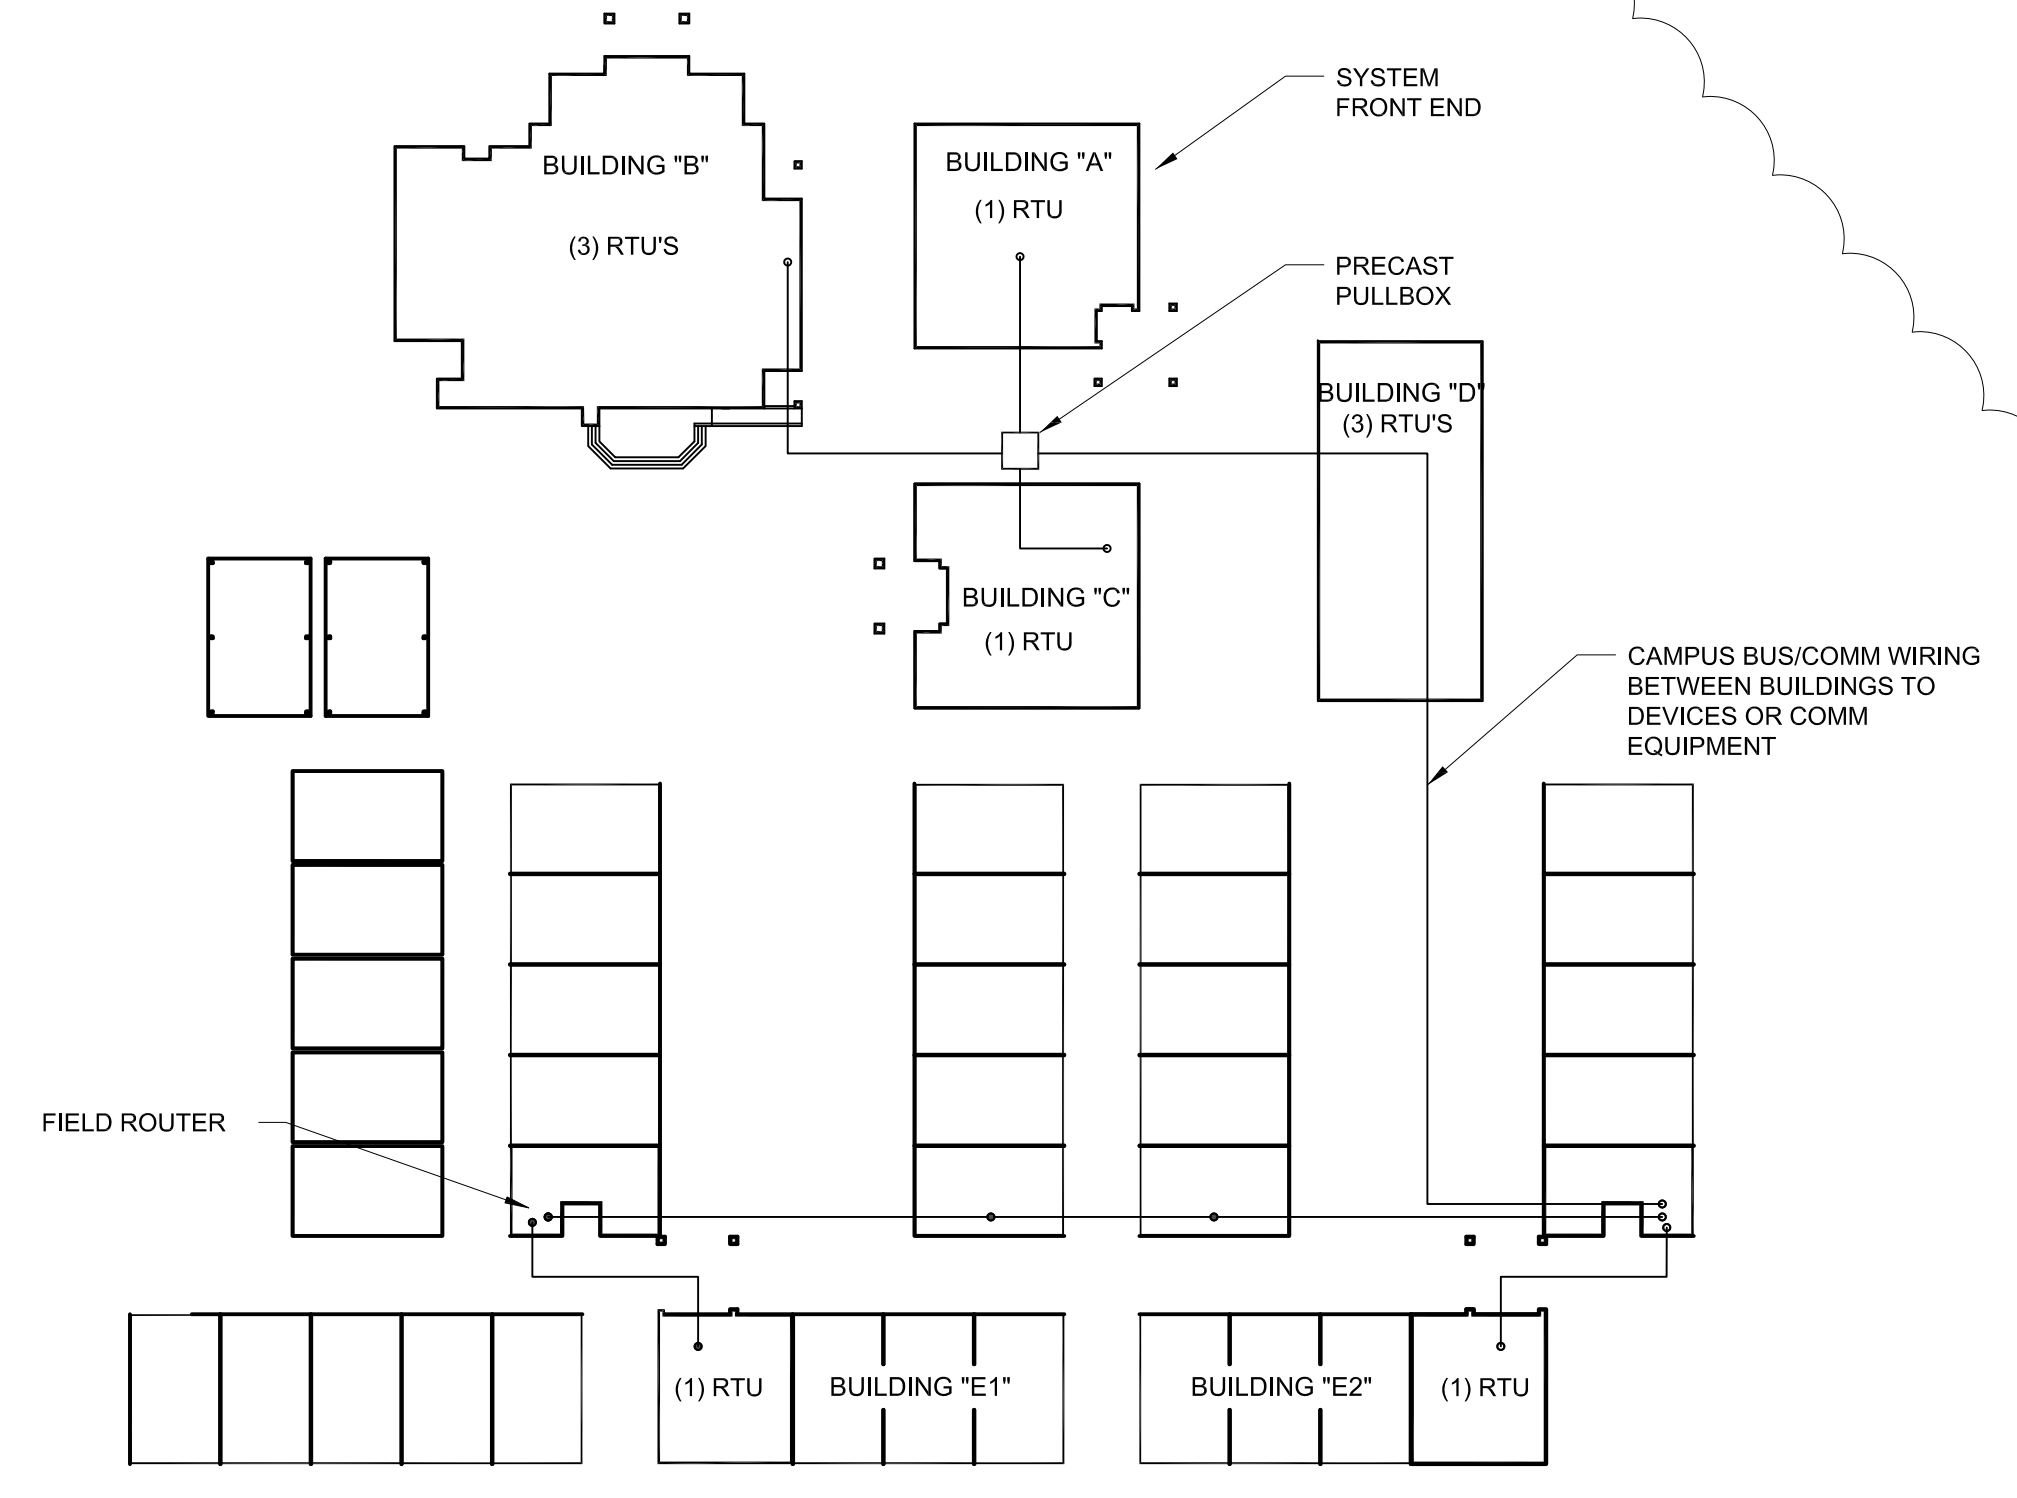 SYSTEM
FRONT END
BUILDING "B"
(3) RTU'S
BUILDING "A"
(1) RTU
PRECAST
PULLBOX
BUILDING "D"
(3) RTU'S
BUILDING "C"
(1) RTU
CAMPUS BUS/COMM WIRING
BETWEEN BUILDINGS TO
DEVICES OR COMM
EQUIPMENT
FIELD ROUTER
(1) RTU
BUILDING "E1"
BUILDING "E2"
(1) RTU